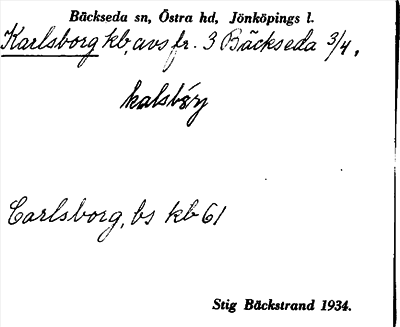 Bäckseda sn, Östra hd, Jönköpings l.
Karlsborg kb, avs fr. 3 Bäckseda 3/4,
kalsbŏrj
Carlsborg, bs kb 61
Stig Bäckstrand 1934.